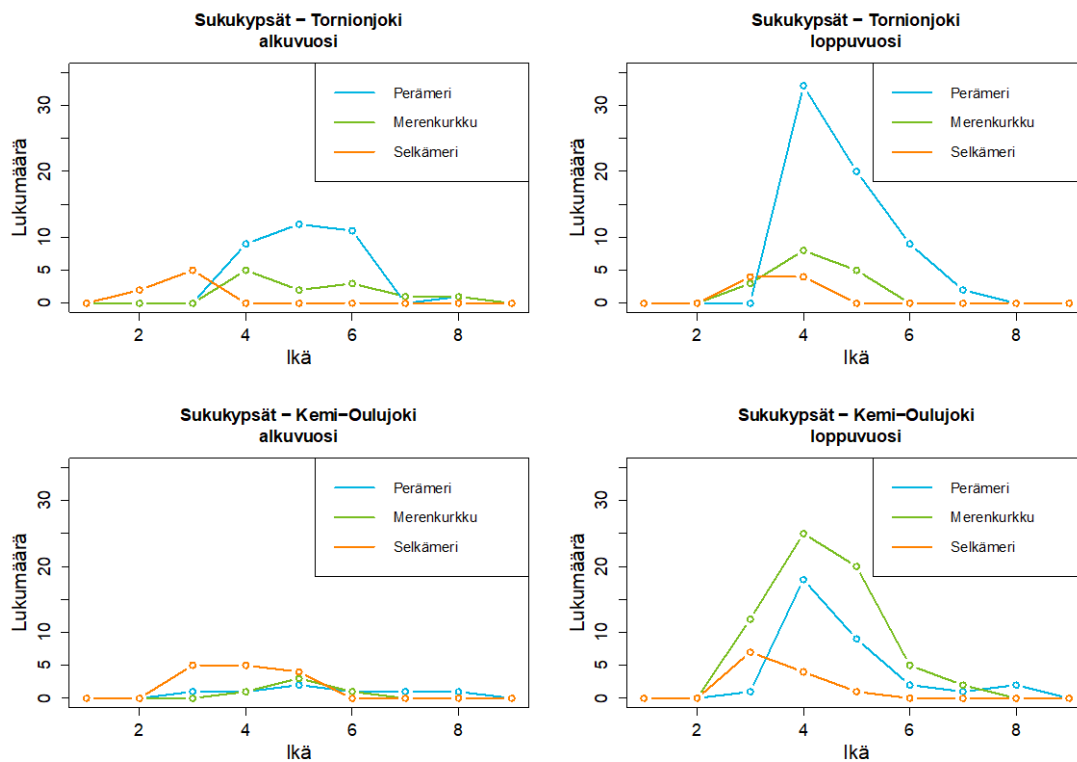 Sukukypsät − Tornionjoki
alkuvuosi
Lukumäärä
30
20
10
5
0
Perämeri
Merenkurkku
Selkämeri
2 4 6 8
Ikä
Sukukypsät − Tornionjoki
loppuvuosi
Lukumäärä
30
20
10
5
0
Perämeri
Merenkurkku
Selkämeri
2 4 6 8
Ikä
Sukukypsät − Kemi−Oulujoki
alkuvuosi
Lukumäärä
30
20
10
5
0
Perämeri
Merenkurkku
Selkämeri
2 4 6 8
Ikä
Sukukypsät − Kemi−Oulujoki
loppuvuosi
Lukumäärä
30
20
10
5
0
Perämeri
Merenkurkku
Selkämeri
2 4 6 8
Ikä